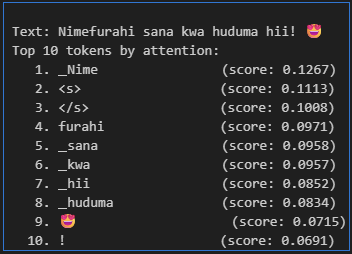 Text: Nimefurahi sana kwa huduma hii! 🤩
Top 10 tokens by attention:
1. _Nime (score: 0.1267)
2. <s> (score: 0.1113)
3. </s> (score: 0.1008)
4. furahi (score: 0.0971)
5. _sana (score: 0.0958)
6. _kwa (score: 0.0957)
7. _hii (score: 0.0852)
8. _huduma (score: 0.0834)
9. 🤩 (score: 0.0715)
10. ! (score: 0.0691)